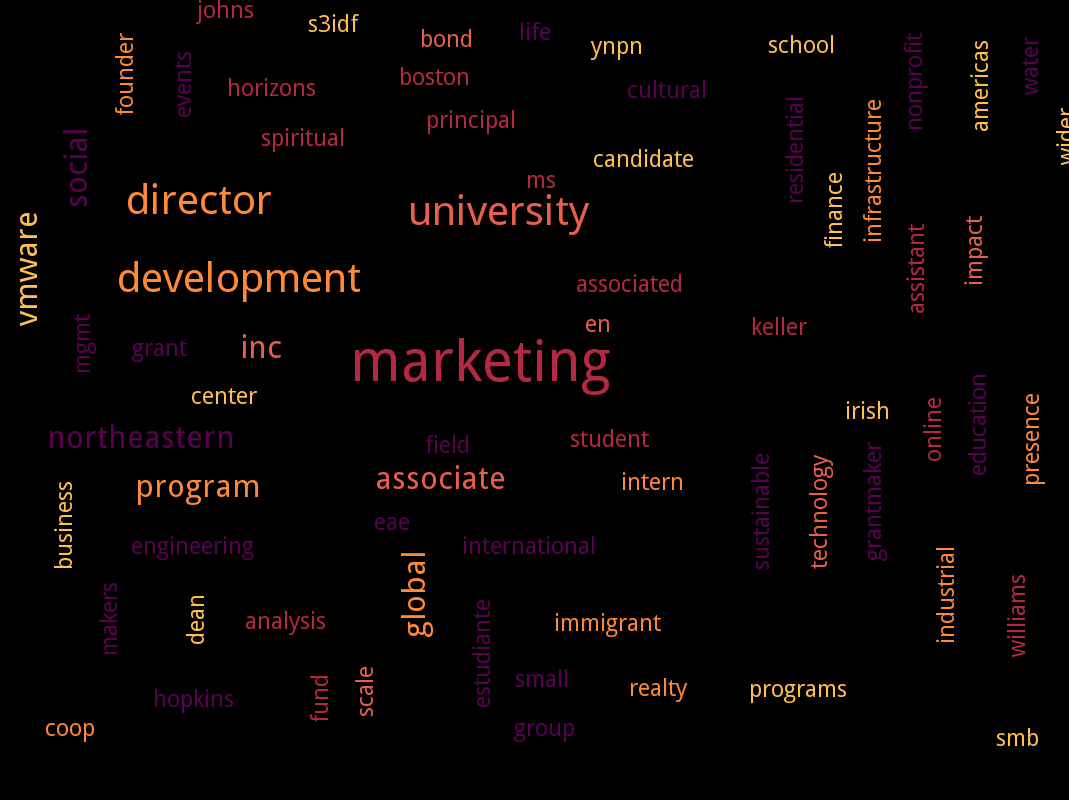 johns
s3idf
life
bond
ynpn
school
founder
events
horizons
boston
cultural
nonprofit
americas
water
principal
residential
infrastructure
wider
social
spiritual
candidate
ms
director
university
finance
vmware
development
associated
assistant
impact
en
keller
mgmt
grant
inc
marketing
center
irish
online
education
presence
northeastern
field
student
business
program
associate
intern
sustainable
technology
grantmaker
eae
engineering
international
global
industrial
makers
dean
analysis
estudiante
immigrant
williams
hopkins
fund
scale
small
realty
programs
coop
group
smb